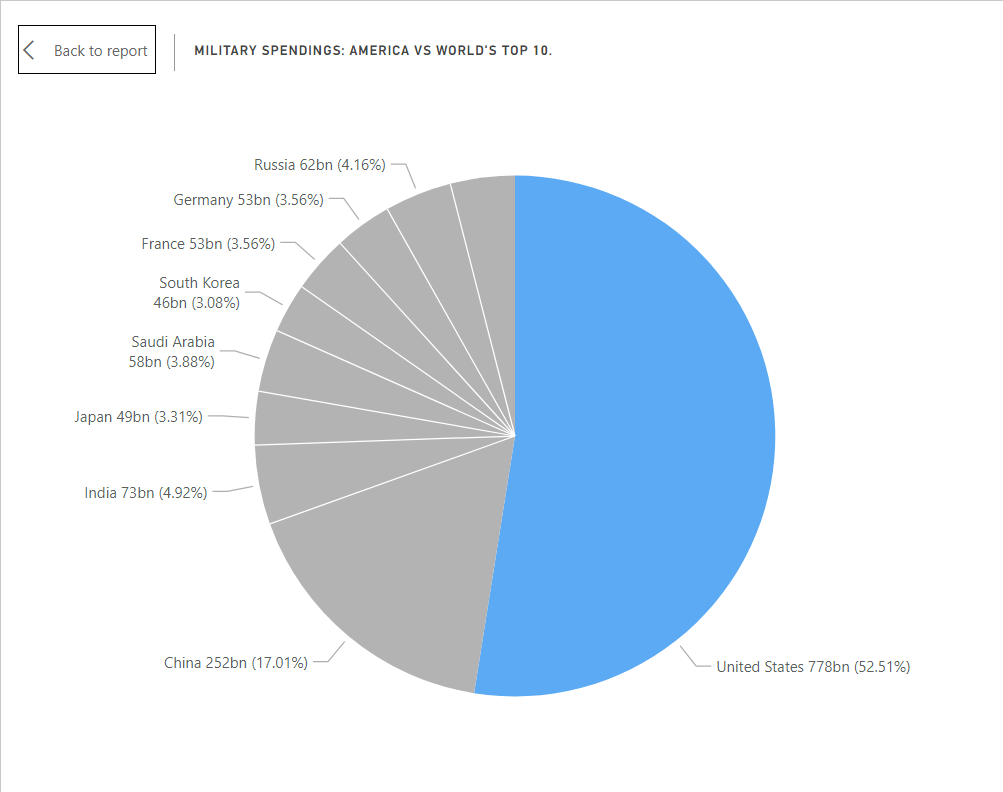 Back to report
MILITARY SPENDINGS: AMERICA VS WORLD'S TOP 10.
Russia 62bn (4.16%)
Germany 53bn (3.56%)
France 53bn (3.56%)
South Korea
46bn (3.08%)
Saudi Arabia
58bn (3.88%)
Japan 49bn (3.31%)
India 73bn (4.92%)
China 252bn (17.01%)
United States 778bn (52.51%)